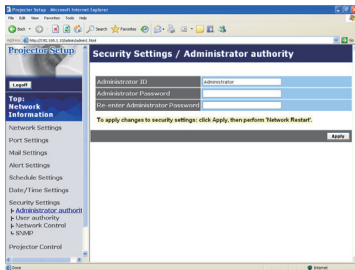 Projector Setup - Microsoft Internet Explorer
File Edit View Favorites Tools Help
Back
Search
Favorites
Address
Go
Projector Setup
Logoff
Top:
Network
Information
Network Settings
Port Settings
Mail Settings
Alert Settings
Schedule Settings
Date/Time Settings
Security Settings
Administrator authorit
User authority
Network Control
SNMP
Projector Control
Security Settings / Administrator authority
Administrator ID
Administrator
Administrator Password
Re-enter Administrator Password
To apply changes to security settings: click Apply, then perform 'Network Restart'.
Apply
Done
Internet